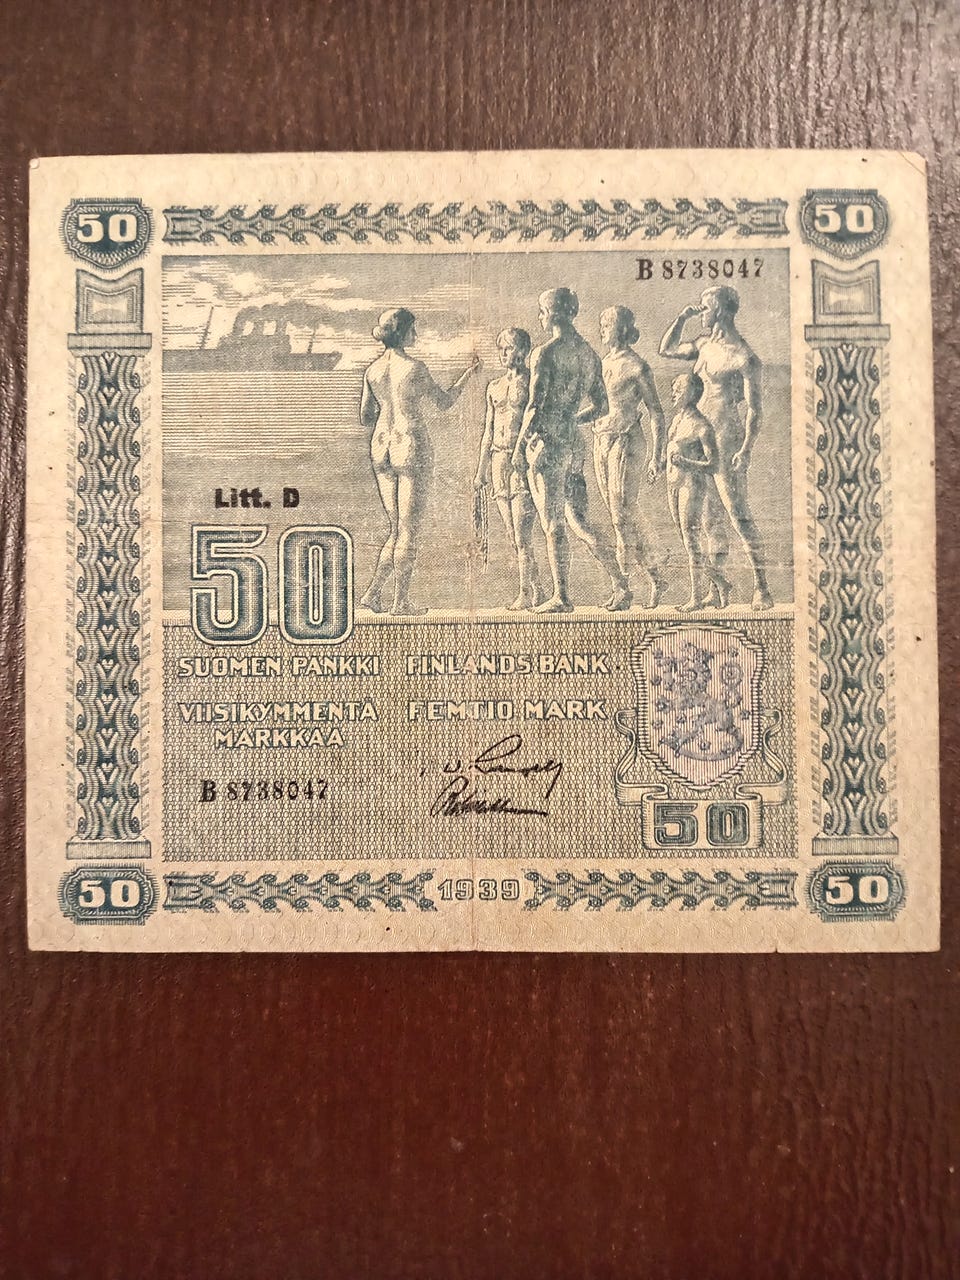 50 50
B 8738047
Litt. D
50
SUOMEN PANKKI FINLANDS BANK
VIISIKYMMENTÄ FEMTIO MARK
MARKKAA
B 8738047
50
50 1939 50